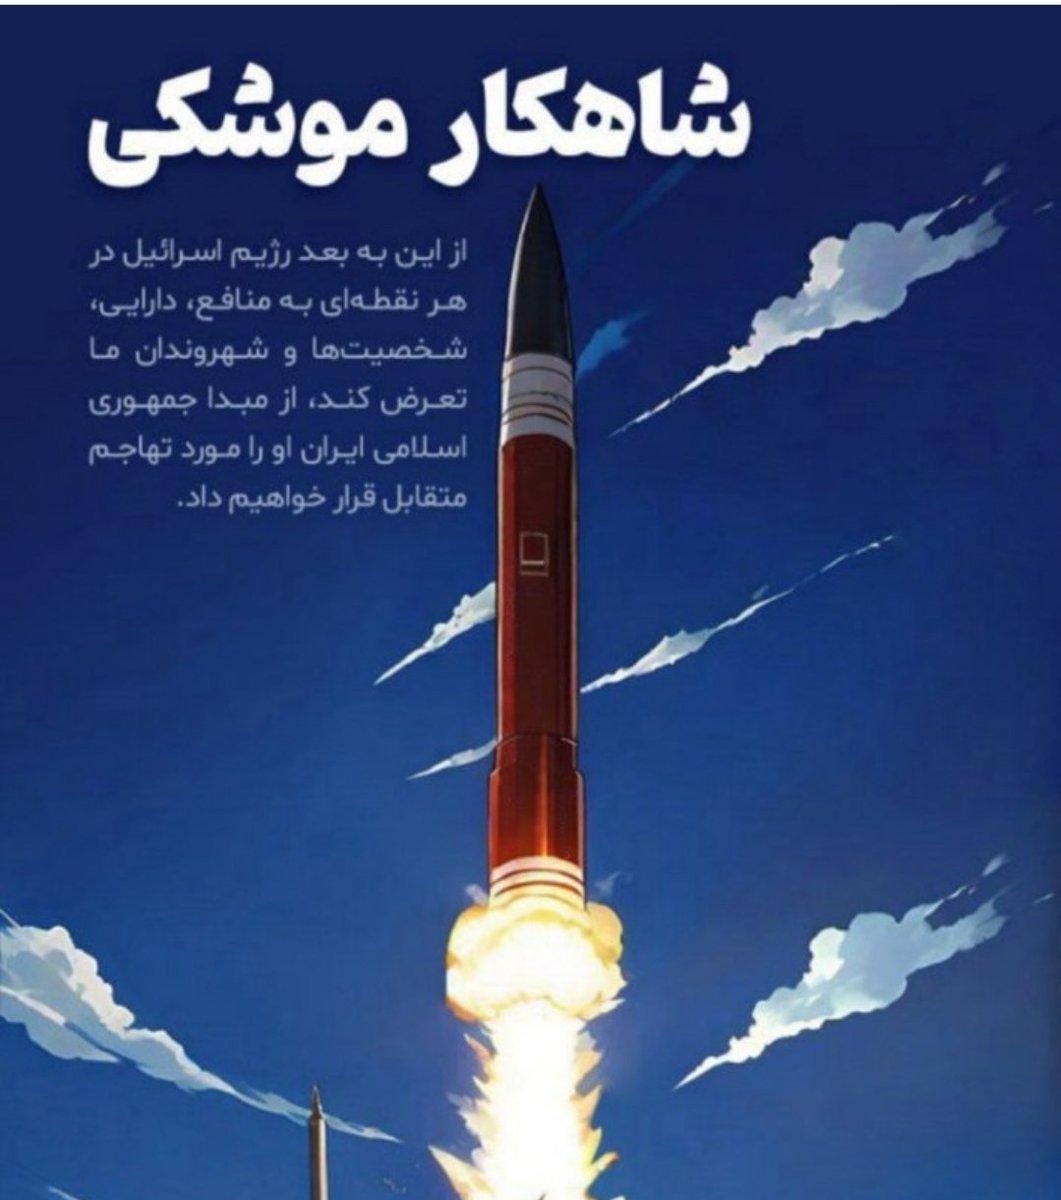 شاهکار موشکی
از این به بعد رژیم اسرائیل در
هر نقطه‌ای به منافع، دارایی،
شخصیت‌ها و شهروندان ما
تعرض کند، از مبدا جمهوری
اسلامی ایران او را مورد تهاجم
متقابل قرار خواهیم داد.